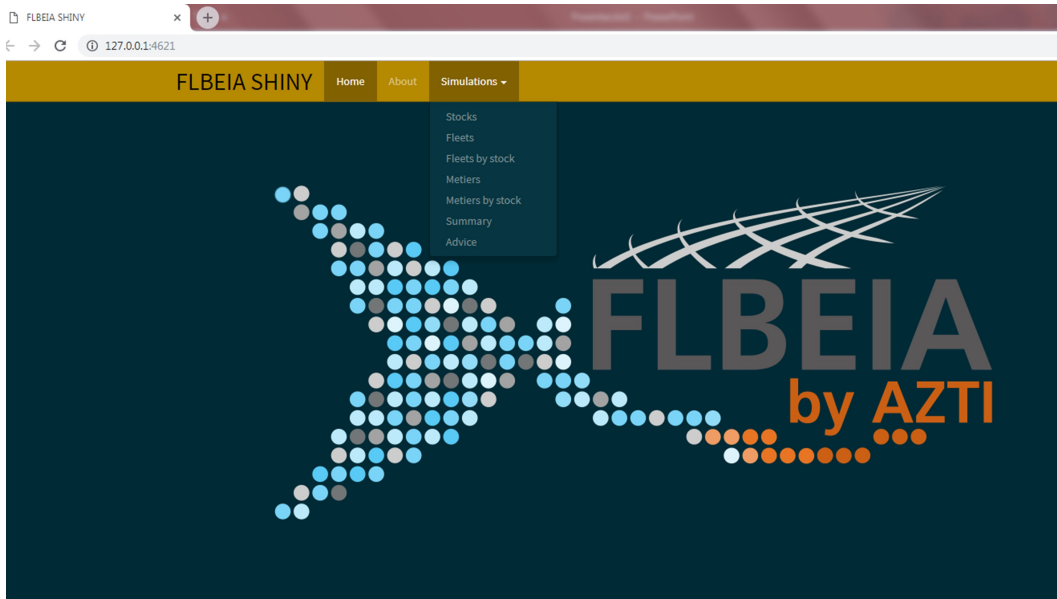 FLBEIA SHINY
127.0.0.1:4621
FLBEIA SHINY Home About Simulations
Stocks
Fleets
Fleets by stock
Metiers
Metiers by stock
Summary
Advice
FLBEIA
by AZTI